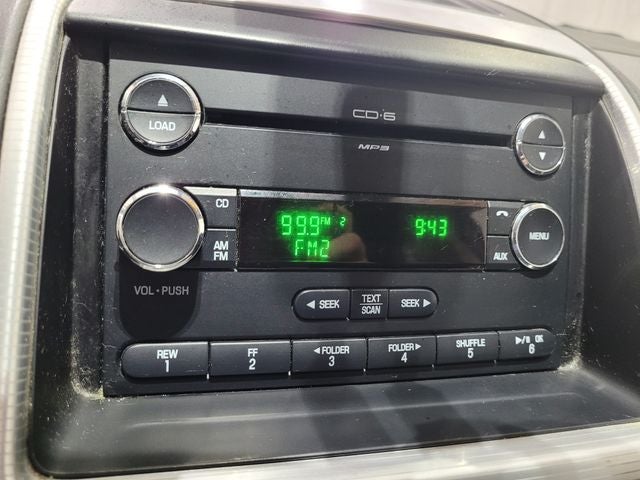 LOAD
CD·6
MP3
CD
AM
FM
99.9 FM 2
FM2
9:43
AUX
MENU
VOL·PUSH
SEEK
TEXT
SCAN
SEEK
REW
1
FF
2
FOLDER
3
FOLDER
4
SHUFFLE
5
OK
6